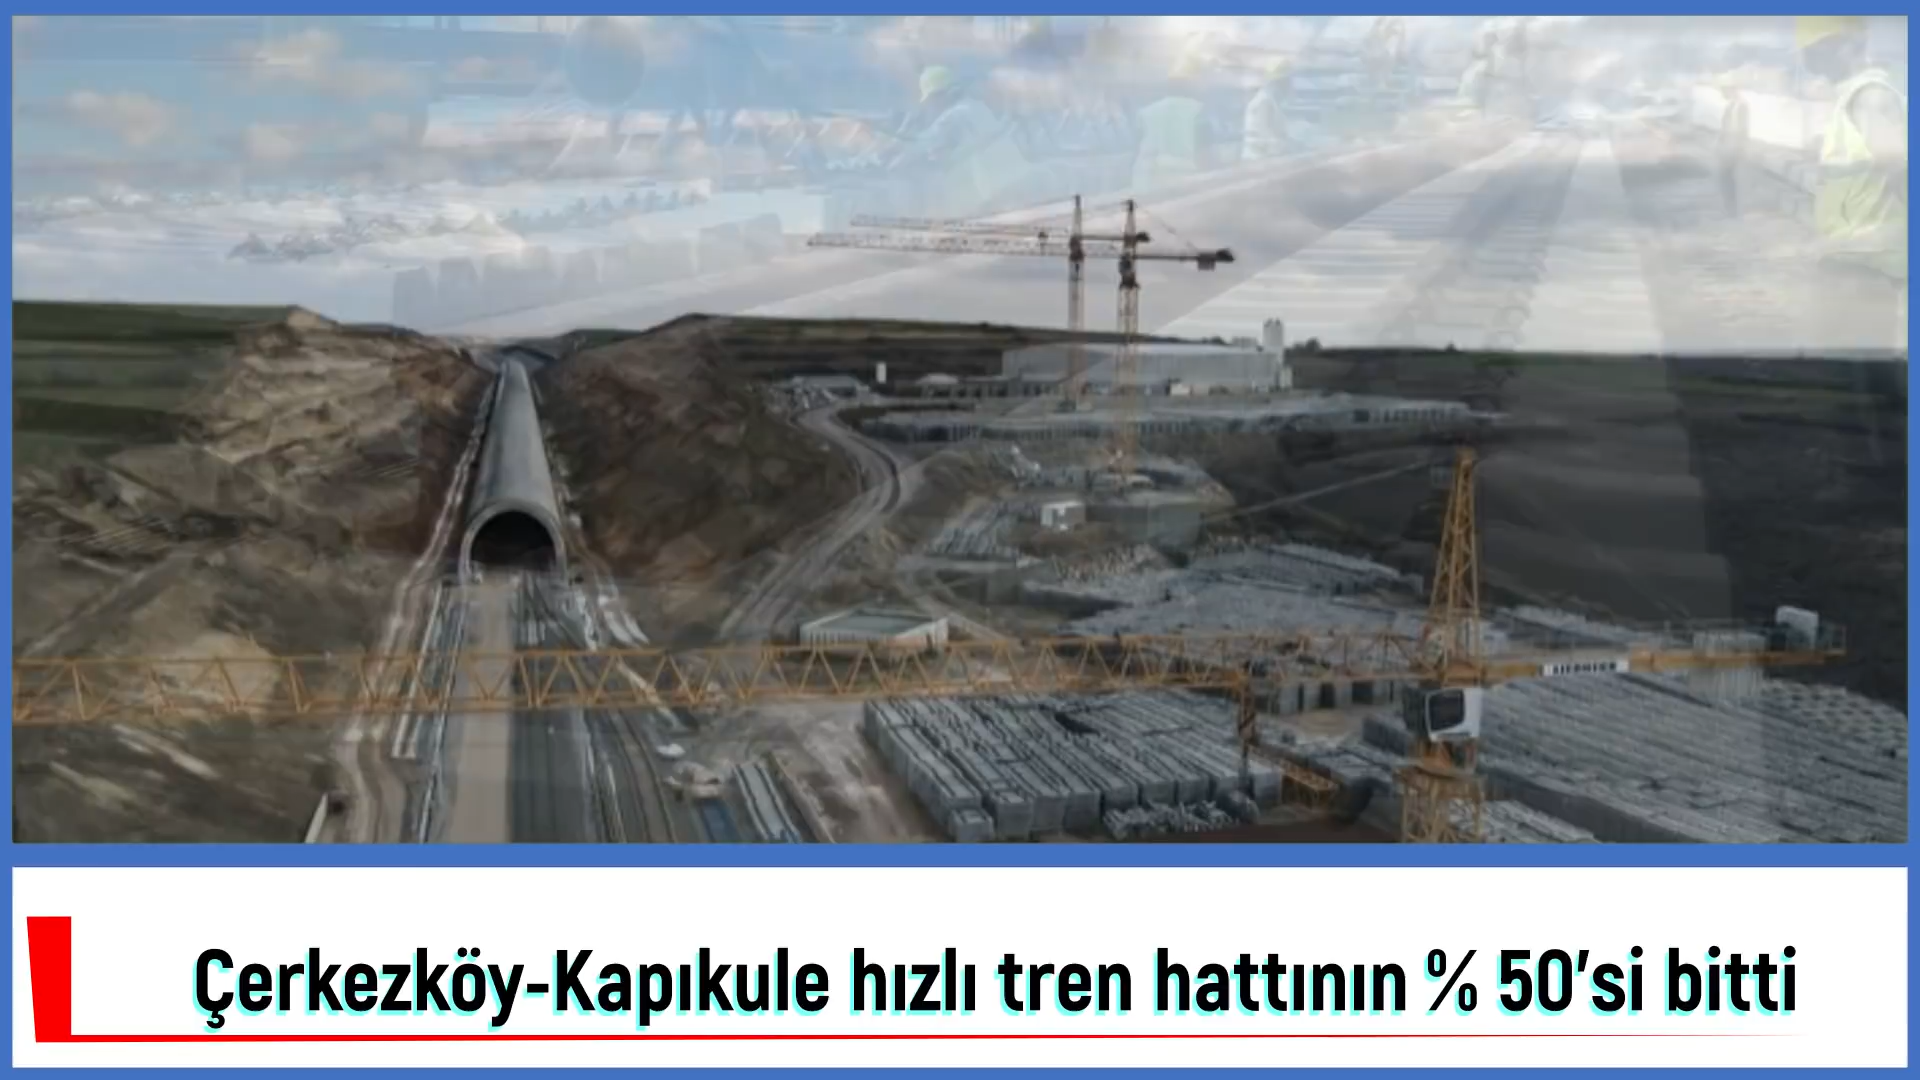 Çerkezköy-Kapıkule hızlı tren hattının % 50'si bitti